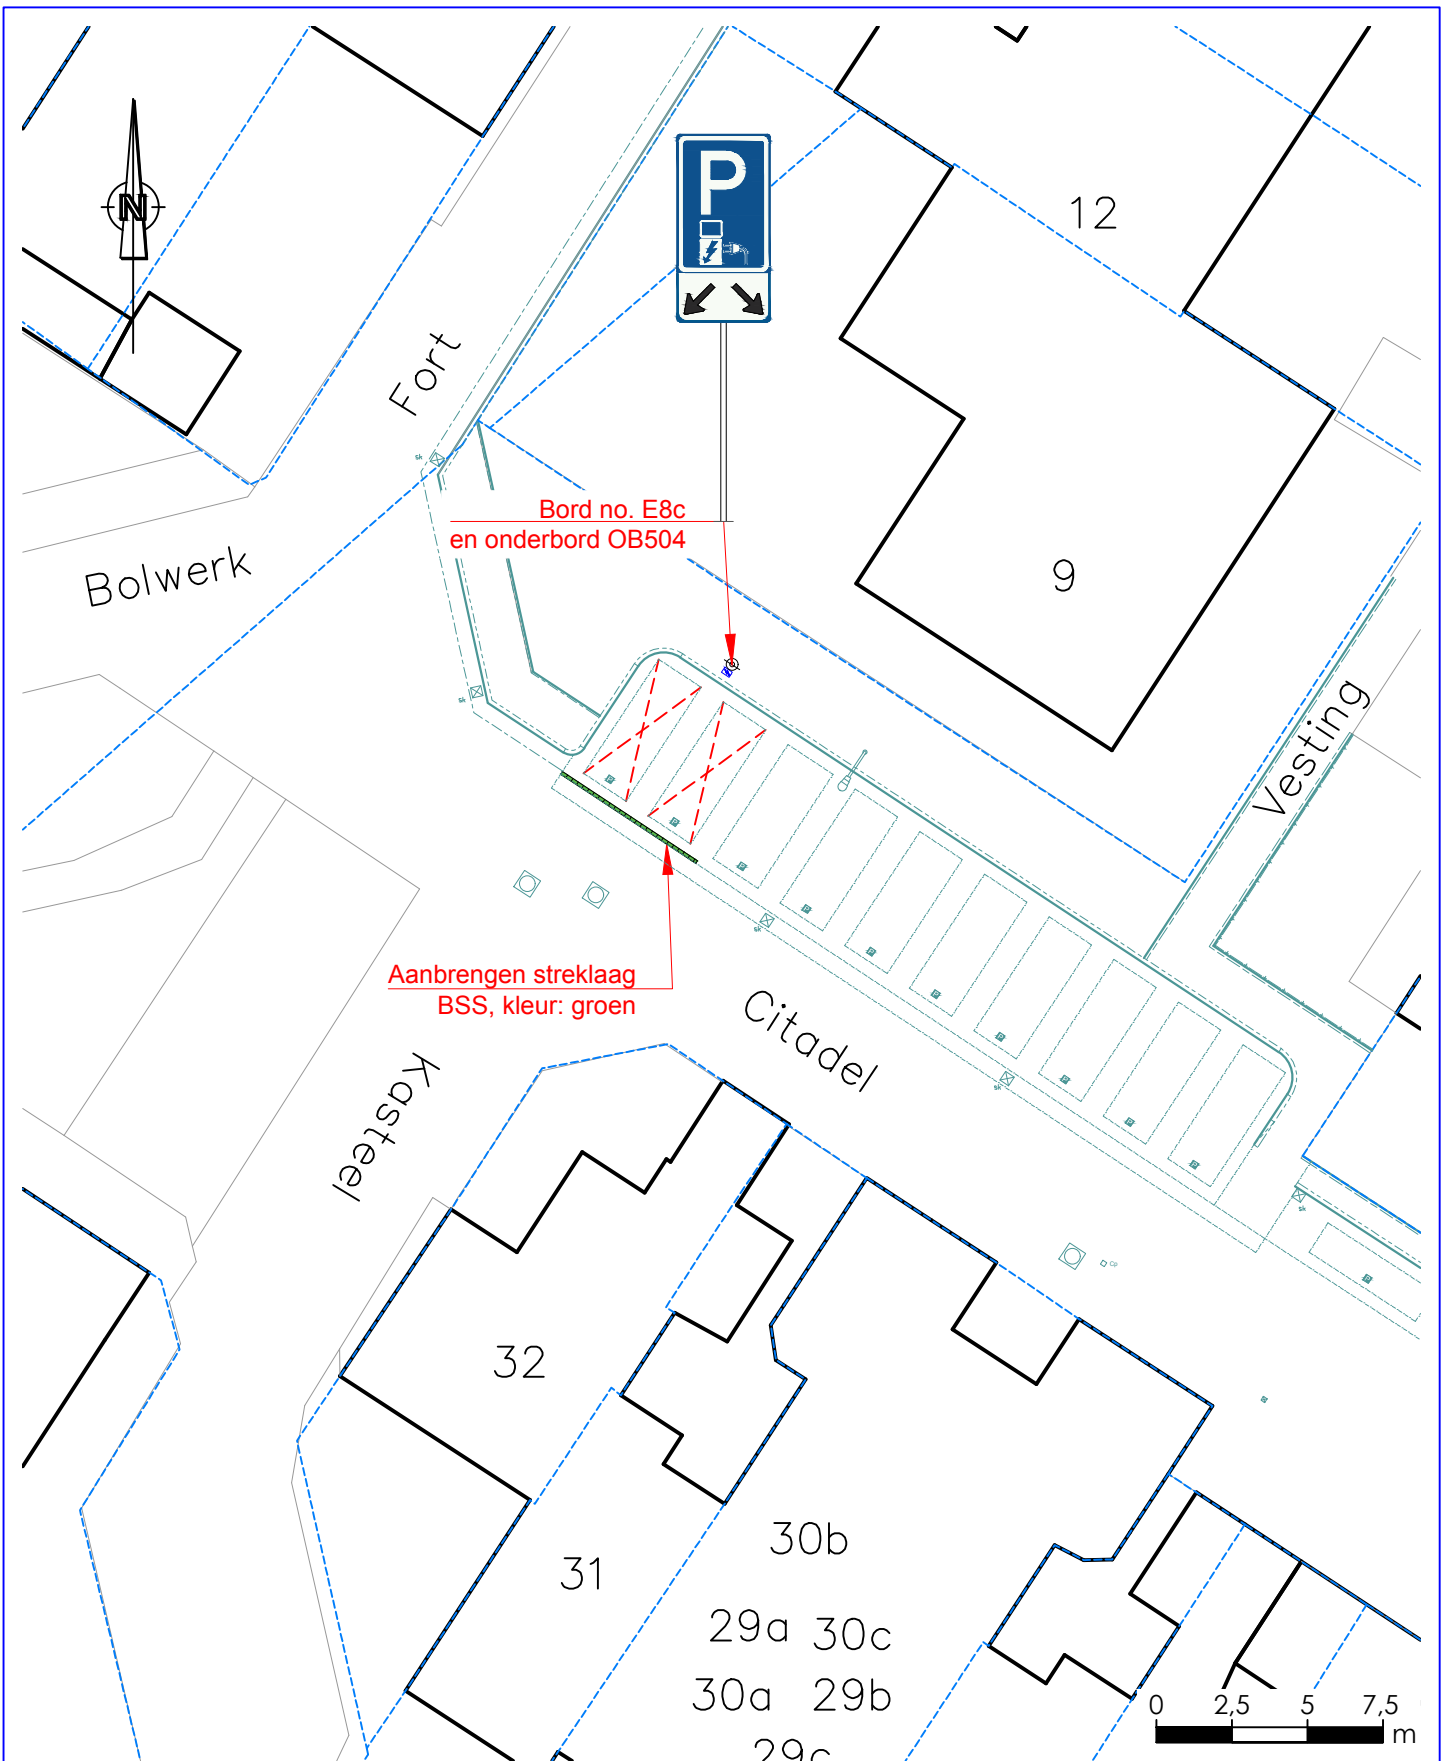 N
P
12
Fort
Bord no. E8c
en onderbord OB504
Bolwerk
9
Vesting
Aanbrengen streklaag
BSS, kleur: groen
Citadel
Kasteel
32
31
30b
29a 30c
30a 29b
29c
0 2,5 5 7,5
m